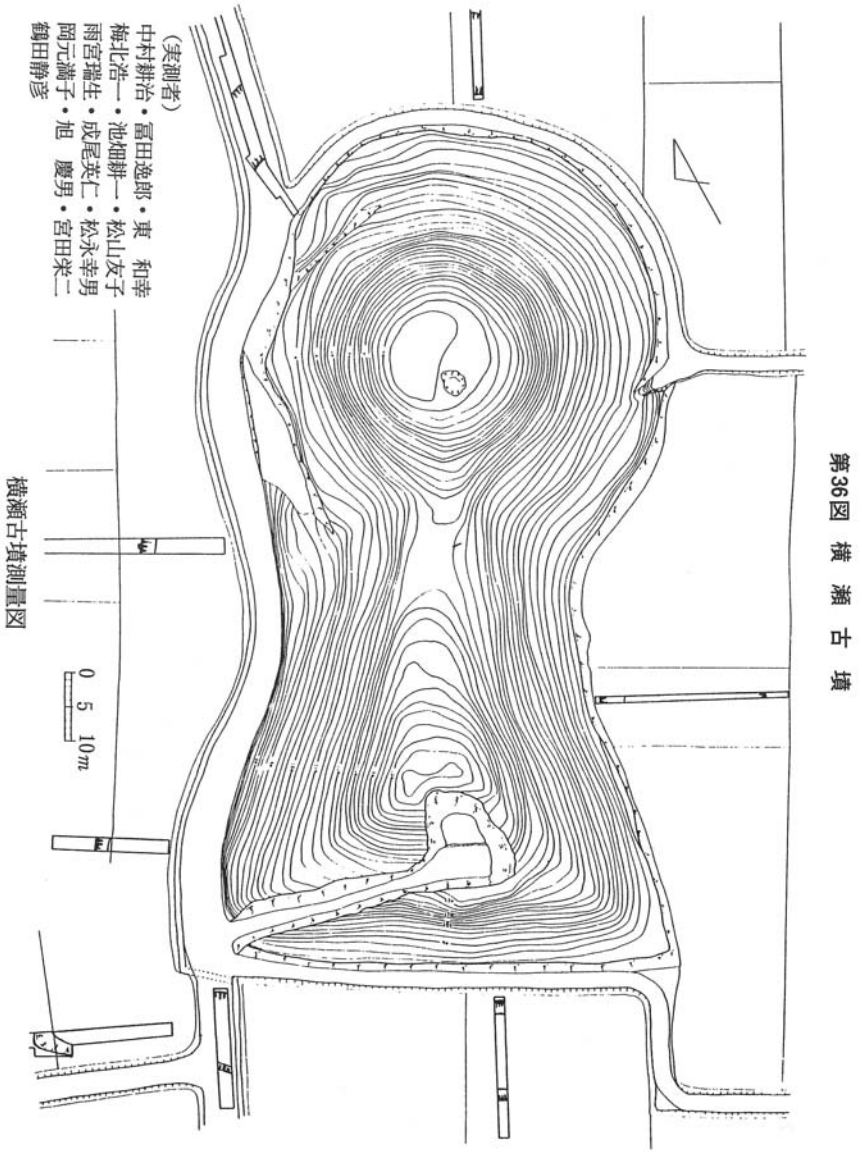 第36図 横瀬古墳
(実測者)
中村耕治・冨田逸郎・東 和幸
梅北浩一・池畑耕一・松山友子
雨宮瑞生・成尾英仁・松永幸男
岡元満子・旭 慶男・宮田栄二
鶴田静彦
0 5 10m
横瀬古墳測量図